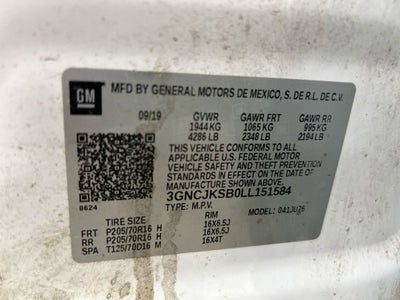 GM
MFD BY GENERAL MOTORS DE MEXICO, S. DE R.L. DE C.V.
09/19 GVWR GAWR FRT GAWR RR
1944 KG 1065 KG 995 KG
4286 LB 2348 LB 2194 LB
THIS VEHICLE CONFORMS TO ALL APPLICABLE
U.S. FEDERAL MOTOR
VEHICLE SAFETY AND THEFT PREVENTION
STANDARDS IN EFFECT ON THE DATE OF
MANUFACTURE SHOWN ABOVE.
3GNCJKSB0LL151584
TYPE: M.P.V. MODEL: 041JU76
8624
TIRE SIZE RIM
FRT P205/70R16 H 16X6.5J
RR P205/70R16 H 16X6.5J
SPA T125/70D16 M 16X4T